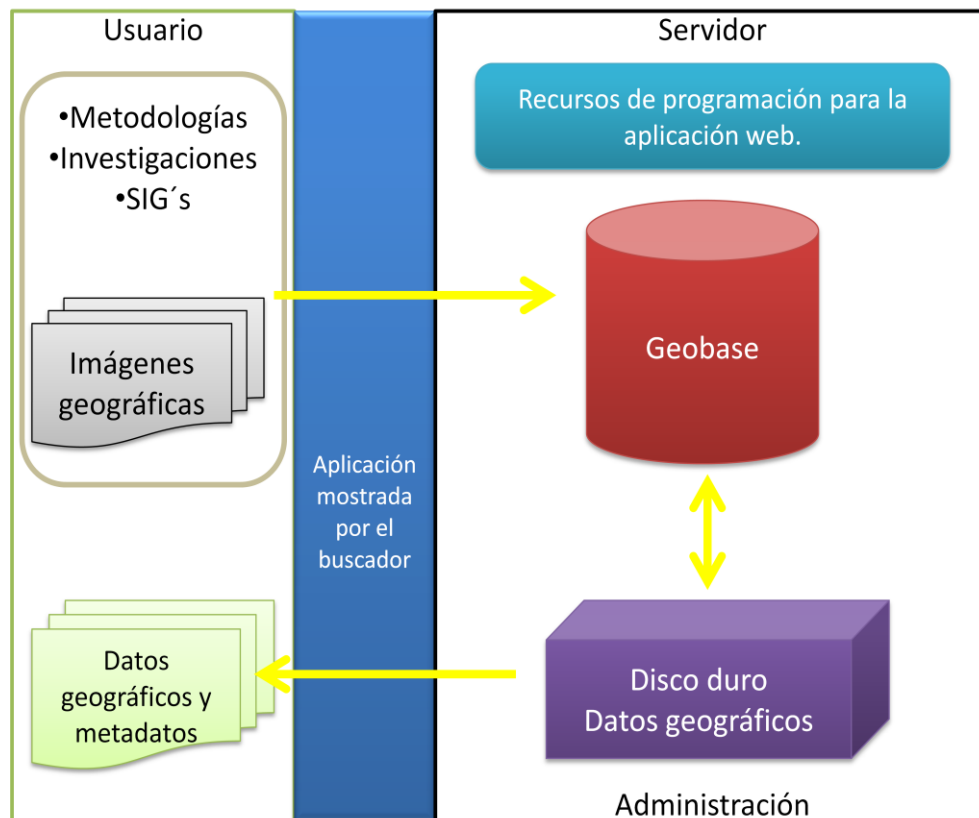 Usuario
•Metodologías
•Investigaciones
•SIG´s
Imágenes
geográficas
Datos
geográficos y
metadatos
Aplicación
mostrada
por el
buscador
Servidor
Recursos de programación para la
aplicación web.
Geobase
Disco duro
Datos geográficos
Administración